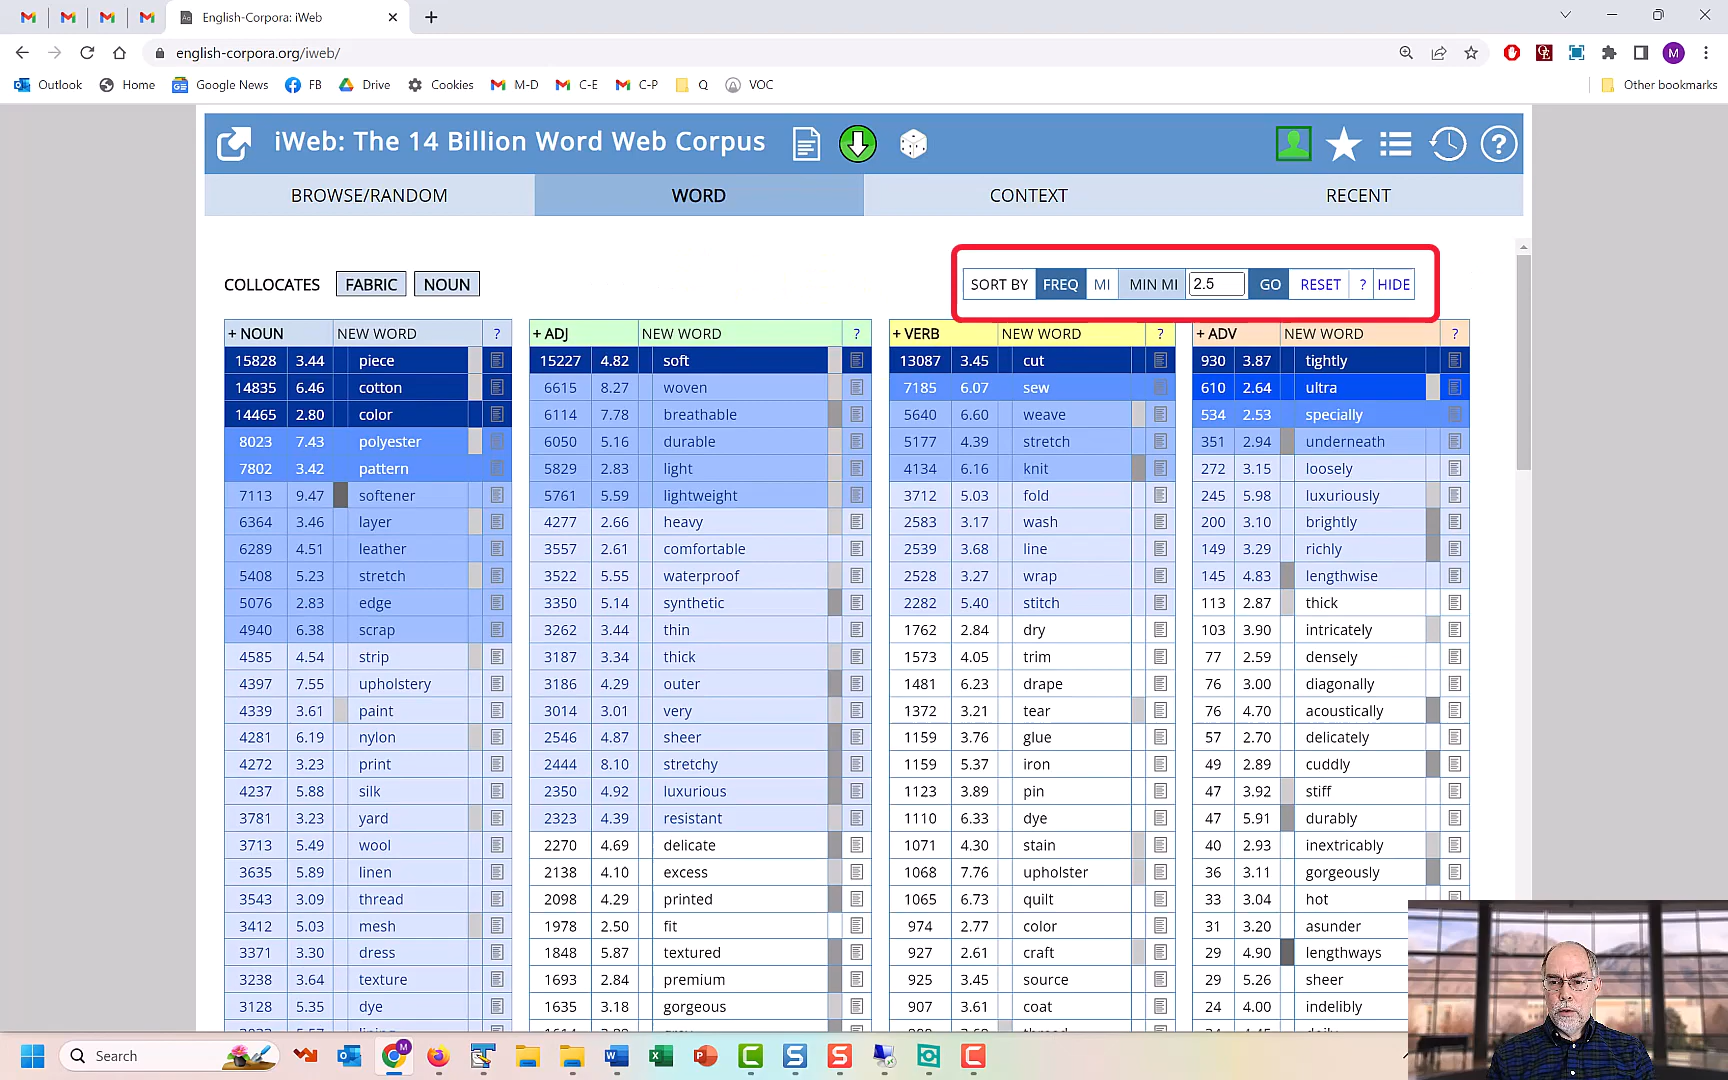 English-Corpora: iWeb
english-corpora.org/iweb/
M
Outlook Home Google News FB Drive Cookies M-D C-E C-P Q VOC Other bookmarks
iWeb: The 14 Billion Word Web Corpus
BROWSE/RANDOM WORD CONTEXT RECENT
COLLOCATES FABRIC NOUN SORT BY FREQ MI MIN MI 2.5 GO RESET ? HIDE
+ NOUN NEW WORD ? + ADJ NEW WORD ? + VERB NEW WORD ? + ADV NEW WORD ?
15828 3.44 piece 15227 4.82 soft 13087 3.45 cut 930 3.87 tightly
14835 6.46 cotton 6615 8.27 woven 7185 6.07 sew 610 2.64 ultra
14465 2.80 color 6114 7.78 breathable 5640 6.60 weave 534 2.53 specially
8023 7.43 polyester 6050 5.16 durable 5177 4.39 stretch 351 2.94 underneath
7802 3.42 pattern 5829 2.83 light 4134 6.16 knit 272 3.15 loosely
7113 9.47 softener 5761 5.59 lightweight 3712 5.03 fold 245 5.98 luxuriously
6364 3.46 layer 4277 2.66 heavy 2583 3.17 wash 200 3.10 brightly
6289 4.51 leather 3557 2.61 comfortable 2539 3.68 line 149 3.29 richly
5408 5.23 stretch 3522 5.55 waterproof 2528 3.27 wrap 145 4.83 lengthwise
5076 2.83 edge 3350 5.14 synthetic 2282 5.40 stitch 113 2.87 thick
4940 6.38 scrap 3262 3.44 thin 1762 2.84 dry 103 3.90 intricately
4585 4.54 strip 3187 3.34 thick 1573 4.05 trim 77 2.59 densely
4397 7.55 upholstery 3186 4.29 outer 1481 6.23 drape 76 3.00 diagonally
4339 3.61 paint 3014 3.01 very 1372 3.21 tear 76 4.70 acoustically
4281 6.19 nylon 2546 4.87 sheer 1159 3.76 glue 57 2.70 delicately
4272 3.23 print 2444 8.10 stretchy 1159 5.37 iron 49 2.89 cuddly
4237 5.88 silk 2350 4.92 luxurious 1123 3.89 pin 47 3.92 stiff
3781 3.23 yard 2323 4.39 resistant 1110 6.33 dye 47 5.91 durably
3713 5.49 wool 2270 4.69 delicate 1071 4.30 stain 40 2.93 inextricably
3635 5.89 linen 2138 4.10 excess 1068 7.76 upholster 36 3.11 gorgeously
3543 3.09 thread 2098 4.29 printed 1065 6.73 quilt 33 3.04 hot
3412 5.03 mesh 1978 2.50 fit 974 2.77 color 31 3.20 asunder
3371 3.30 dress 1848 5.87 textured 927 2.61 craft 29 4.90 lengthways
3238 3.64 texture 1693 2.84 premium 925 3.45 source 29 5.26 sheer
3128 5.35 dye 1635 3.18 gorgeous 907 3.61 coat 24 4.00 indelibly
Search